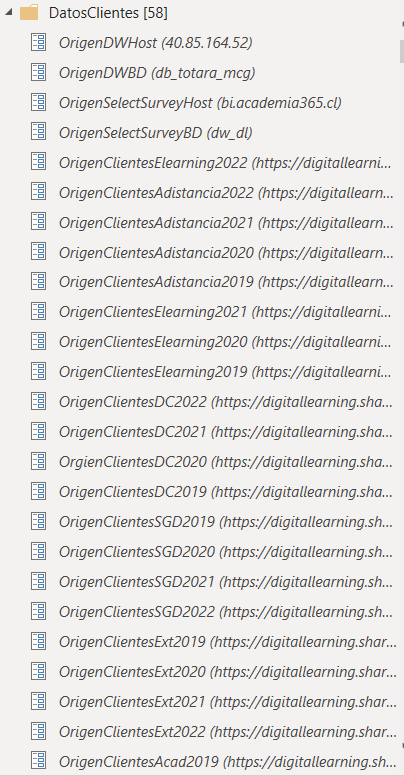 DatosClientes [58]
OrigenDWHost (40.85.164.52)
OrigenDWBD (db_totara_mcg)
OrigenSelectSurveyHost (bi.academia365.cl)
OrigenSelectSurveyBD (dw_dl)
OrigenClientesElearning2022 (https://digitallearni...
OrigenClientesAdistancia2022 (https://digitallearn...
OrigenClientesAdistancia2021 (https://digitallearn...
OrigenClientesAdistancia2020 (https://digitallearn...
OrigenClientesAdistancia2019 (https://digitallearn...
OrigenClientesElearning2021 (https://digitallearni...
OrigenClientesElearning2020 (https://digitallearni...
OrigenClientesElearning2019 (https://digitallearni...
OrigenClientesDC2022 (https://digitallearning.sha...
OrigenClientesDC2021 (https://digitallearning.sha...
OrgienClientesDC2020 (https://digitallearning.sha...
OrigenClientesDC2019 (https://digitallearning.sha...
OrigenClientesSGD2019 (https://digitallearning.sh...
OrigenClientesSGD2020 (https://digitallearning.sh...
OrigenClientesSGD2021 (https://digitallearning.sh...
OrigenClientesSGD2022 (https://digitallearning.sh...
OrigenClientesExt2019 (https://digitallearning.shar...
OrigenClientesExt2020 (https://digitallearning.shar...
OrigenClientesExt2021 (https://digitallearning.shar...
OrigenClientesExt2022 (https://digitallearning.shar...
OrigenClientesAcad2019 (https://digitallearning.s...